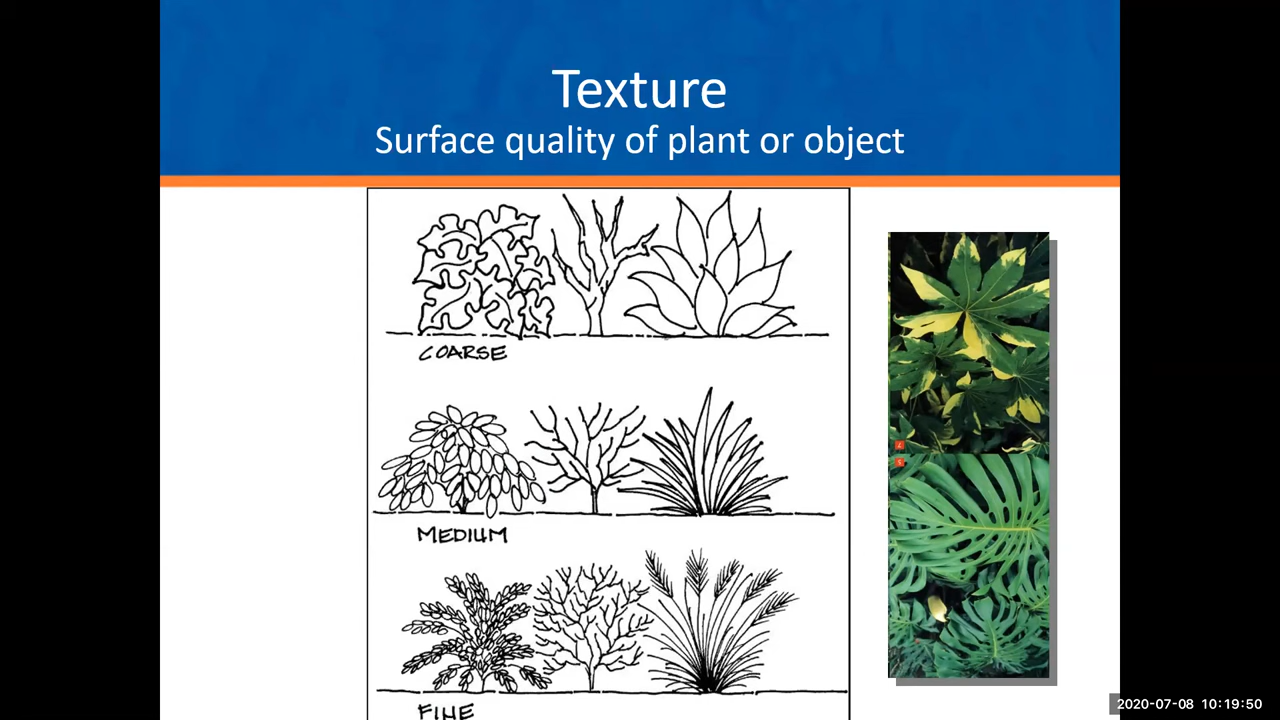 Texture
Surface quality of plant or object
COARSE
MEDIUM
FINE
2020-07-08 10:19:50